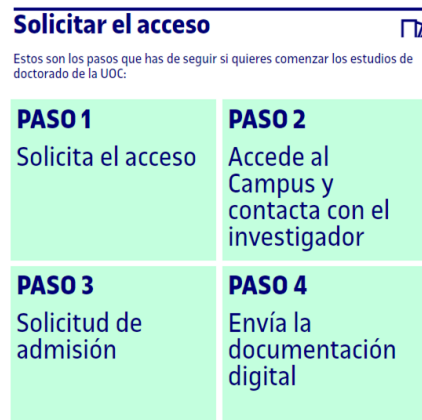 Solicitar el acceso
Estos son los pasos que has de seguir si quieres comenzar los estudios de
doctorado de la UOC:
PASO 1
Solicita el acceso
PASO 2
Accede al
Campus y
contacta con el
investigador
PASO 3
Solicitud de
admisión
PASO 4
Envía la
documentación
digital